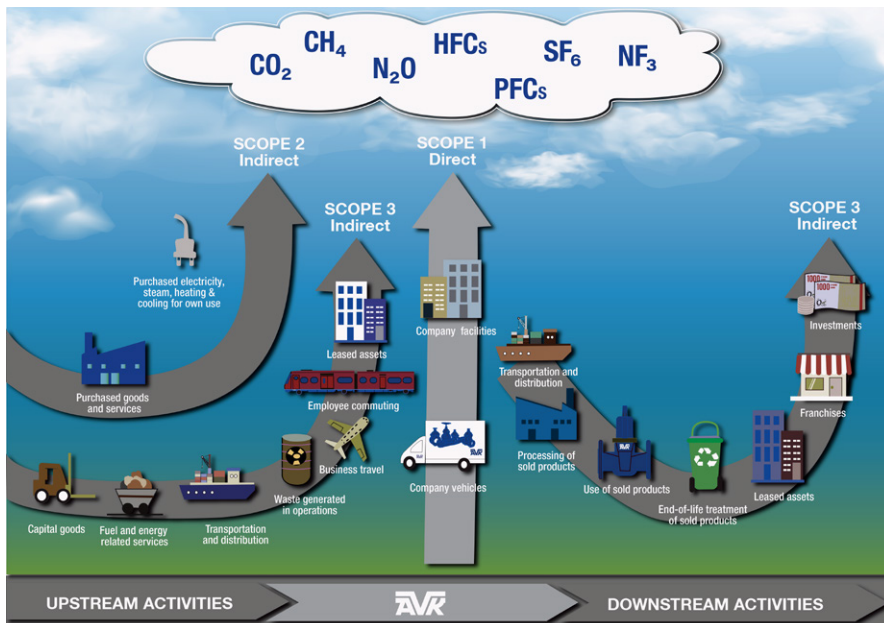 CO₂
CH₄
N₂O
HFCs
PFCs
SF₆
NF₃
SCOPE 2
Indirect
SCOPE 1
Direct
SCOPE 3
Indirect
SCOPE 3
Indirect
Purchased electricity,
steam, heating &
cooling for own use
Purchased goods
and services
Leased assets
Employee commuting
Business travel
Waste generated
in operations
Transportation
and distribution
Fuel and energy
related services
Capital goods
Company facilities
AVK
Company vehicles
Transportation and
distribution
Processing of
sold products
AVK
Use of sold products
End-of-life treatment
of sold products
Leased assets
Franchises
1000
1000
Investments
UPSTREAM ACTIVITIES
AVK
DOWNSTREAM ACTIVITIES